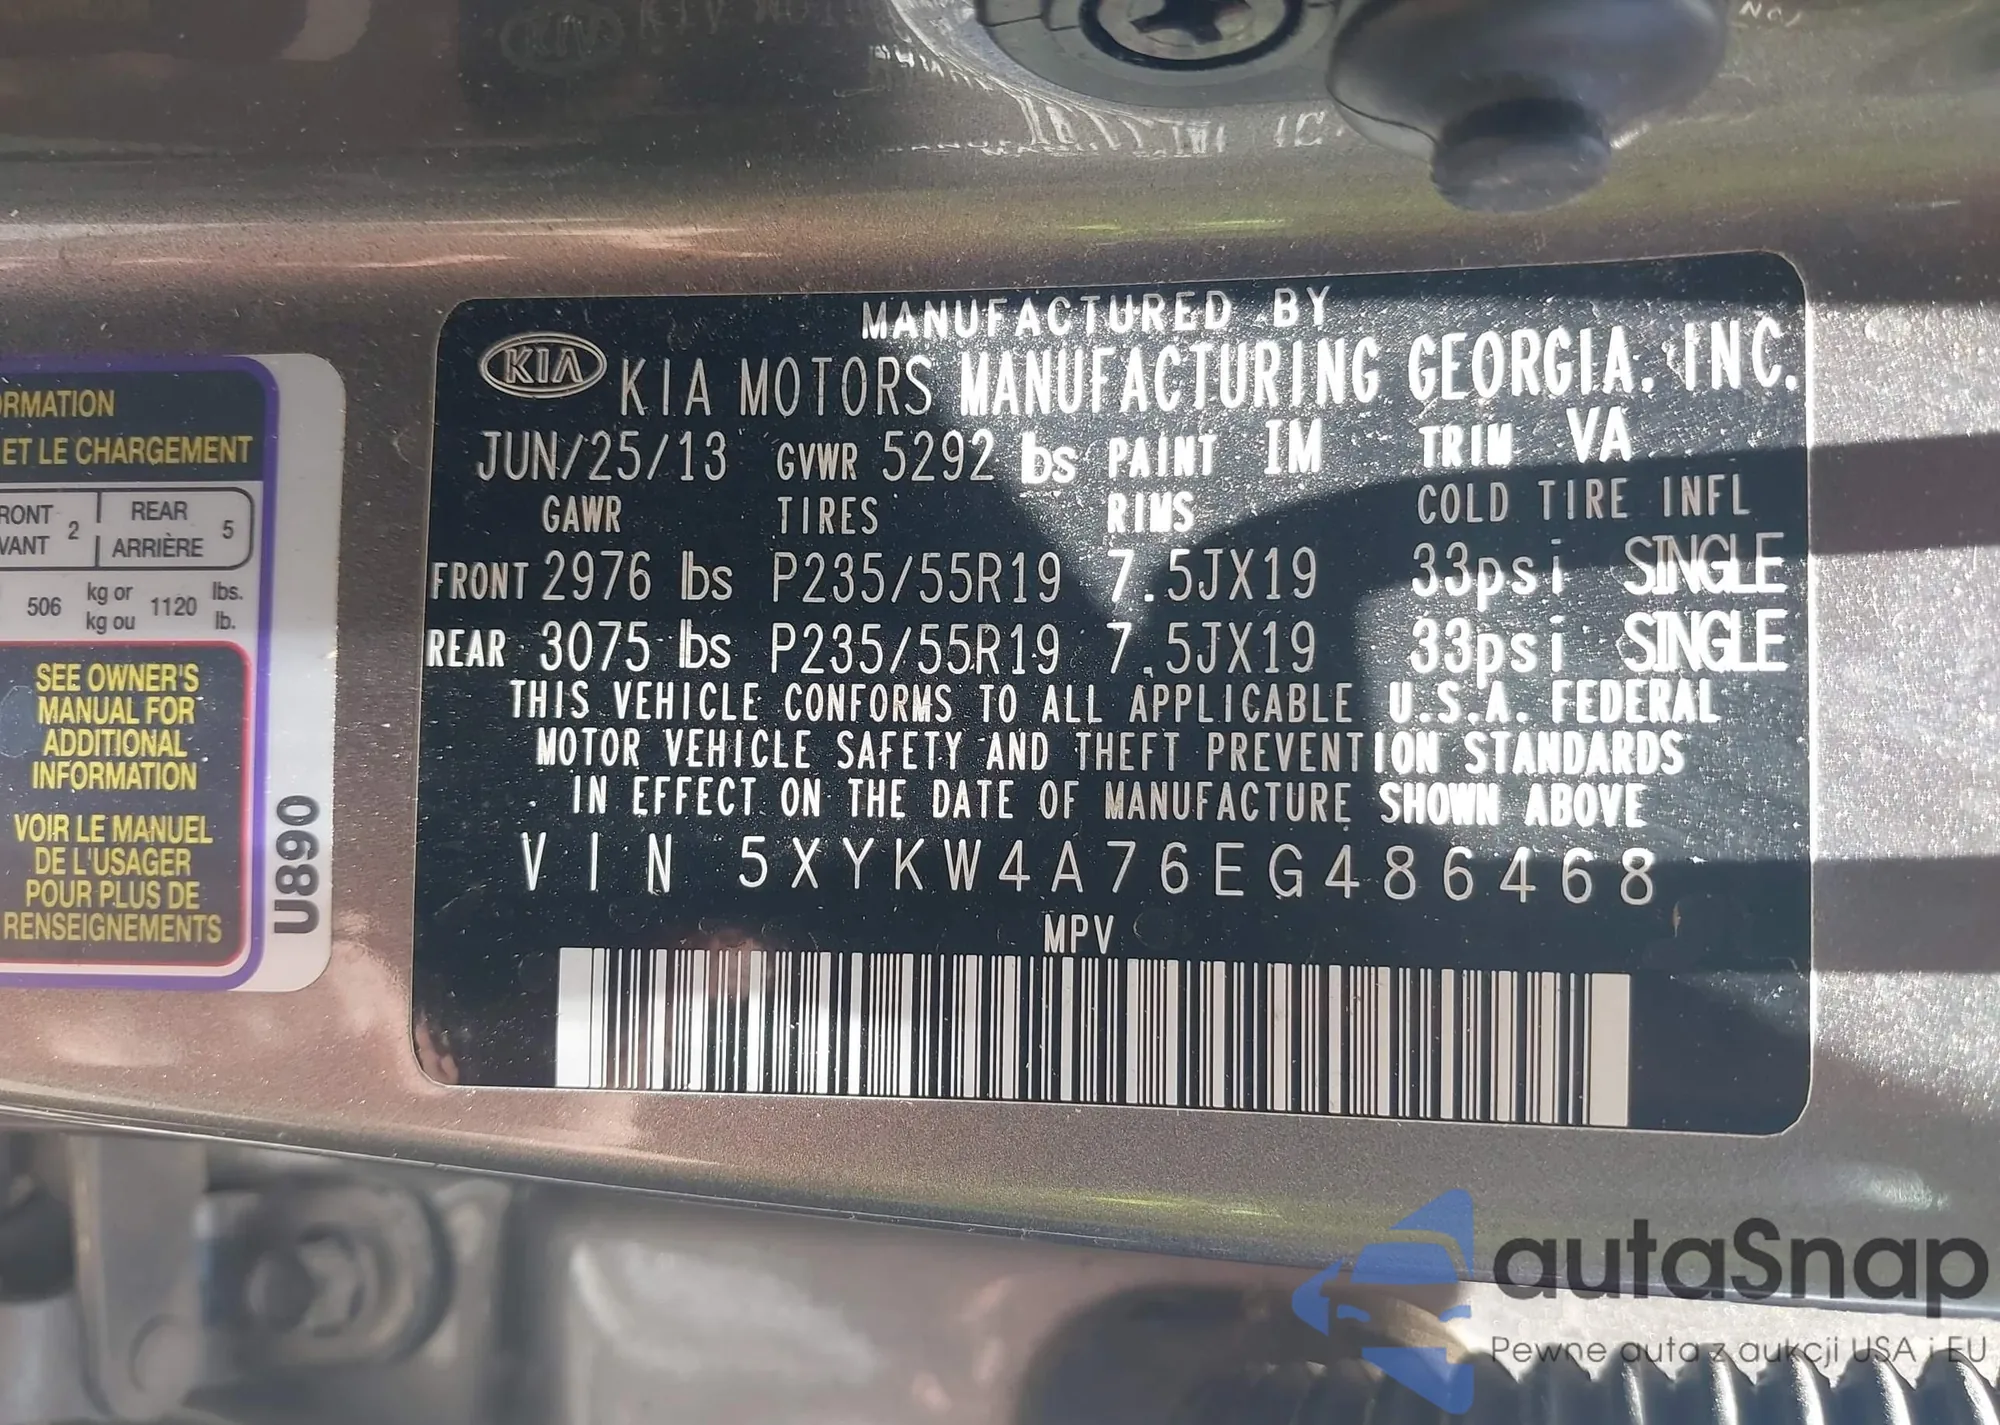 KIA
MANUFACTURED BY
KIA MOTORS MANUFACTURING GEORGIA. INC.
JUN/25/13 GVWR 5292 lbs PAINT IM TRIM VA
GAWR TIRES RIMS COLD TIRE INFL
FRONT 2976 lbs P235/55R19 7.5JX19 33psi SINGLE
REAR 3075 lbs P235/55R19 7.5JX19 33psi SINGLE
THIS VEHICLE CONFORMS TO ALL APPLICABLE U.S.A. FEDERAL
MOTOR VEHICLE SAFETY AND THEFT PREVENTION STANDARDS
IN EFFECT ON THE DATE OF MANUFACTURE SHOWN ABOVE
VIN 5XYKW4A76EG486468
MPV
ORMATION
ET LE CHARGEMENT
RONT 2 REAR 5
VANT ARRIÈRE
506 kg or 1120 lbs.
kg ou lb.
SEE OWNER'S
MANUAL FOR
ADDITIONAL
INFORMATION
VOIR LE MANUEL
DE L'USAGER
POUR PLUS DE
RENSEIGNEMENTS
U890
autaSnap
Pewne auta z aukcji USA i EU